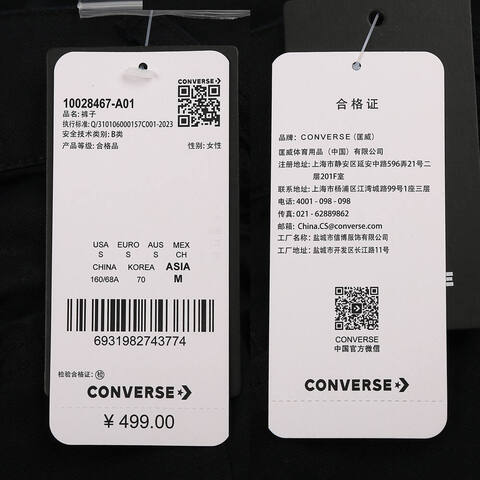 CONVERSE
10028467-A01
品名: 裤子
执行标准: Q/310106000157C001-2023
安全技术类别: B类
产品等级: 合格品 性别: 女性
USA EURO AUS MEX
S S S CH
CHINA KOREA ASIA
160/68A 70 M
6931982743774
检验合格证: 检
CONVERSE
¥ 499.00
合格证
品牌: CONVERSE (匡威)
匡威体育用品（中国）有限公司
注册地址: 上海市静安区延安中路596弄21号二
层201F室
联系地址: 上海市杨浦区江湾城路99号1座三层
电话: 4001 - 098 - 098
传真: 021 - 62889862
邮箱: China.CS@converse.com
工厂名称: 盐城市信博服饰有限公司
工厂地址: 盐城市开发区长江路11号
CONVERSE
中国官方微信
CONVERSE
E